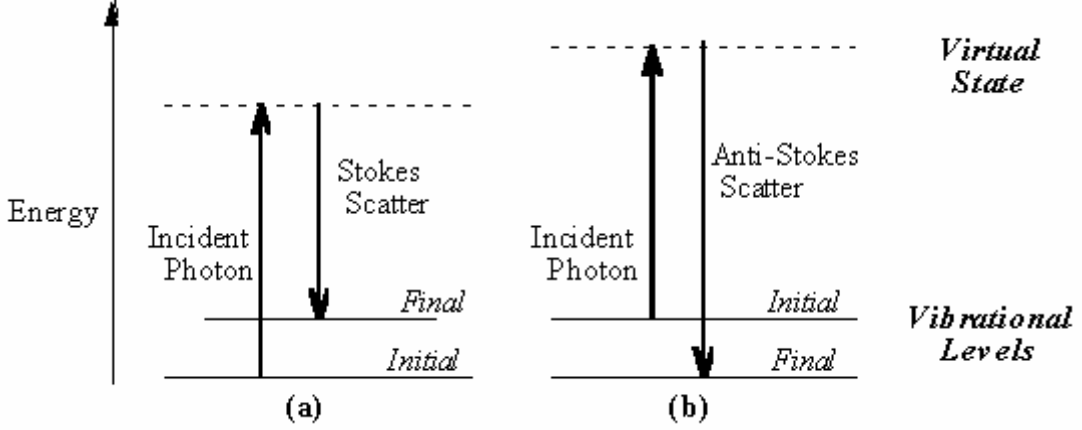 Energy
Incident
Photon
Stokes
Scatter
Final
Initial
(a)
Incident
Photon
Anti-Stokes
Scatter
Initial
Final
(b)
Virtual
State
Vibrational
Levels